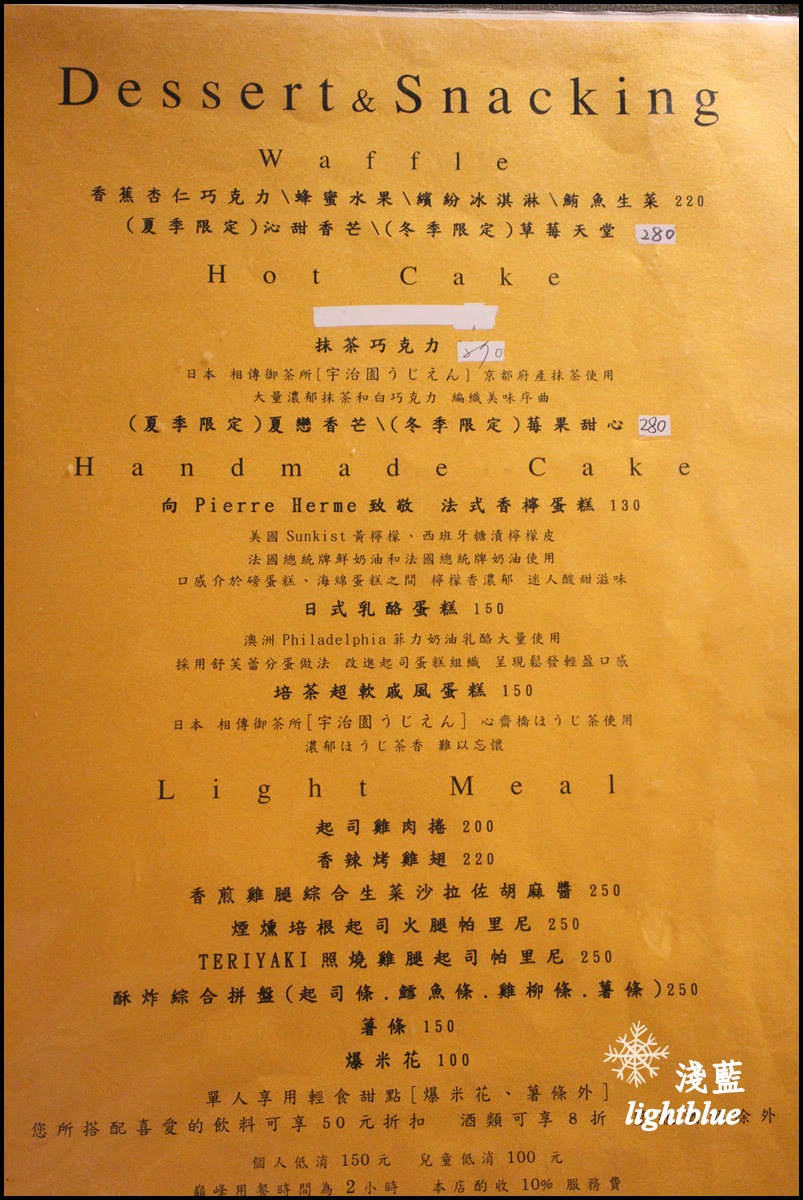 Dessert & Snacking
Waffle
香蕉杏仁巧克力\蜂蜜水果\繽紛冰淇淋\鮪魚生菜 220
(夏季限定)沁甜香芒\(冬季限定)草莓天堂 280
Hot Cake
抹茶巧克力
日本 相傳御茶所[宇治園うじえん] 京都府產抹茶使用
大量濃郁抹茶和白巧克力 編織美味序曲
(夏季限定)夏戀香芒\(冬季限定)莓果甜心 280
Handmade Cake
向 Pierre Herme 致敬 法式香檸蛋糕 130
美國 Sunkist 黃檸檬、西班牙糖漬檸檬皮
法國總統牌鮮奶油和法國總統牌奶油使用
口感介於磅蛋糕、海綿蛋糕之間 檸檬香濃郁 迷人酸甜滋味
日式乳酪蛋糕 150
澳洲 Philadelphia 菲力奶油乳酪大量使用
採用舒芙蕾分蛋做法 改進起司蛋糕組織 呈現鬆發輕盈口感
培茶超軟戚風蛋糕 150
日本 相傳御茶所[宇治園うじえん] 心齋橋ほうじ茶使用
濃郁ほうじ茶香 難以忘懷
Light Meal
起司雞肉捲 200
香辣烤雞翅 220
香煎雞腿綜合生菜沙拉佐胡麻醬 250
煙燻培根起司火腿帕里尼 250
TERIYAKI 照燒雞腿起司帕里尼 250
酥炸綜合拼盤(起司條.鱈魚條.雞柳條.薯條)250
薯條 150
爆米花 100
單人享用輕食甜點[爆米花、薯條外]
您所搭配喜愛的飲料可享 50 元折扣 酒類可享 8 折 除外
個人低消 150 元 兒童低消 100 元
巔峰用餐時間為 2 小時 本店酌收 10% 服務費
淺藍
lightblue